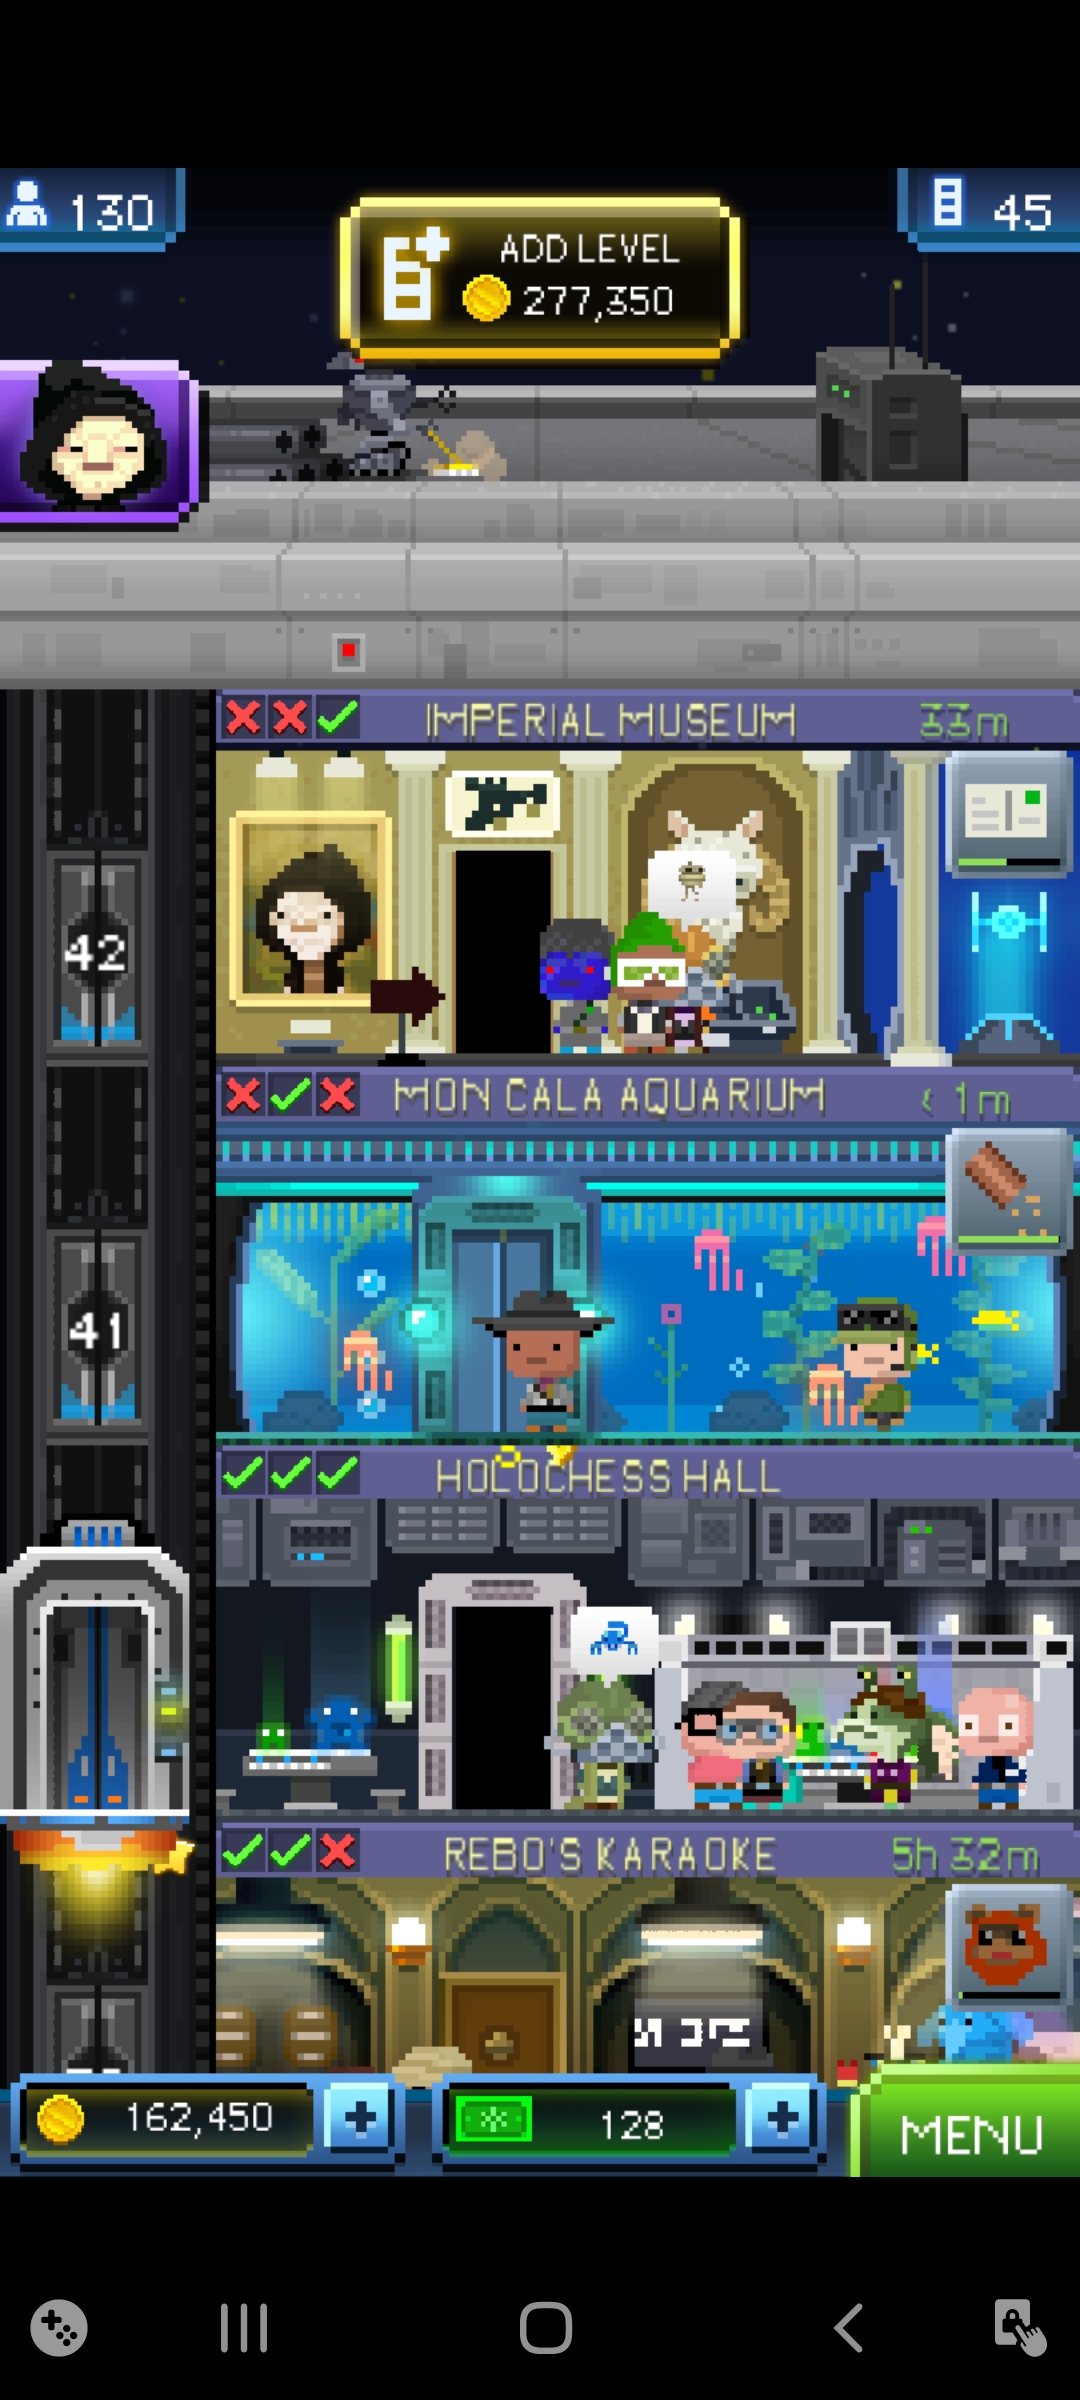 130
ADD LEVEL
277,350
45
IMPERIAL MUSEUM 33m
42
MON CALA AQUARIUM < 1m
41
HOLOCHESS HALL
REBO'S KARAOKE 5h 32m
162,450
128
MENU